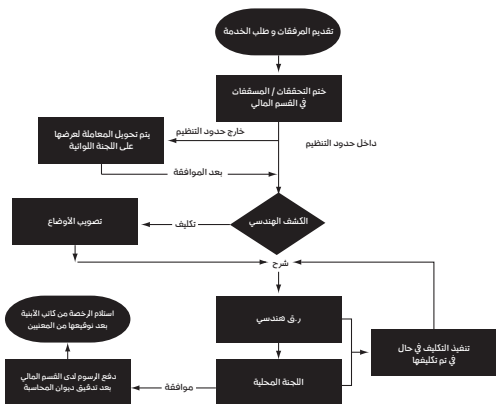 تقديم المرفقات و طلب الخدمة
ختم التحققات / المسقفات
في القسم المالي
خارج حدود التنظيم
داخل حدود التنظيم
يتم تحويل المعاملة لعرضها
على اللجنة اللوائية
بعد الموافقة
الكشف الهندسي
تكليف
تصويب الأوضاع
شرح
ر.ق هندسي
اللجنة المحلية
تنفيذ التكليف في حال
في تم تكليفها
موافقة
دفع الرسوم لدى القسم المالي
بعد تدقيق ديوان المحاسبة
استلام الرخصة من كاتب الأبنية
بعد توقيعها من المعنيين